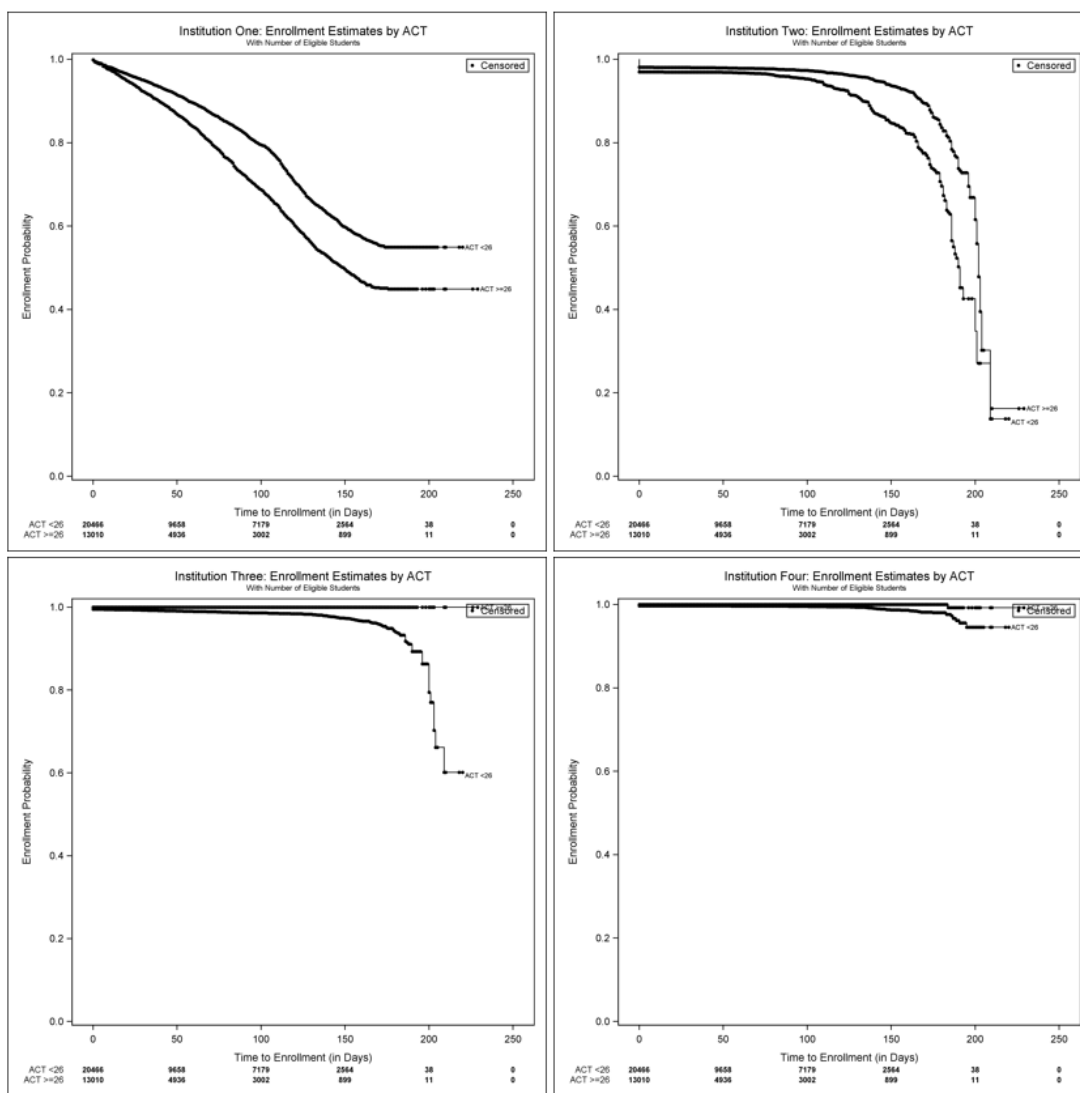 Institution One: Enrollment Estimates by ACT
With Number of Eligible Students
Censored
1.0
0.8
0.6
0.4
0.2
0.0
Enrollment Probability
ACT <26
ACT >=26
0 50 100 150 200 250
Time to Enrollment (in Days)
ACT <26 20466 9658 7179 2564 38 0
ACT >=26 13010 4936 3002 899 11 0
Institution Two: Enrollment Estimates by ACT
With Number of Eligible Students
Censored
1.0
0.8
0.6
0.4
0.2
0.0
Enrollment Probability
ACT >=26
ACT <26
0 50 100 150 200 250
Time to Enrollment (in Days)
ACT <26 20466 9658 7179 2564 38 0
ACT >=26 13010 4936 3002 899 11 0
Institution Three: Enrollment Estimates by ACT
With Number of Eligible Students
ACT >=26
Censored
1.0
0.8
0.6
0.4
0.2
0.0
Enrollment Probability
ACT <26
0 50 100 150 200 250
Time to Enrollment (in Days)
ACT <26 20466 9658 7179 2564 38 0
ACT >=26 13010 4936 3002 899 11 0
Institution Four: Enrollment Estimates by ACT
With Number of Eligible Students
ACT >=26
Censored
1.0
0.8
0.6
0.4
0.2
0.0
Enrollment Probability
ACT <26
0 50 100 150 200 250
Time to Enrollment (in Days)
ACT <26 20466 9658 7179 2564 38 0
ACT >=26 13010 4936 3002 899 11 0